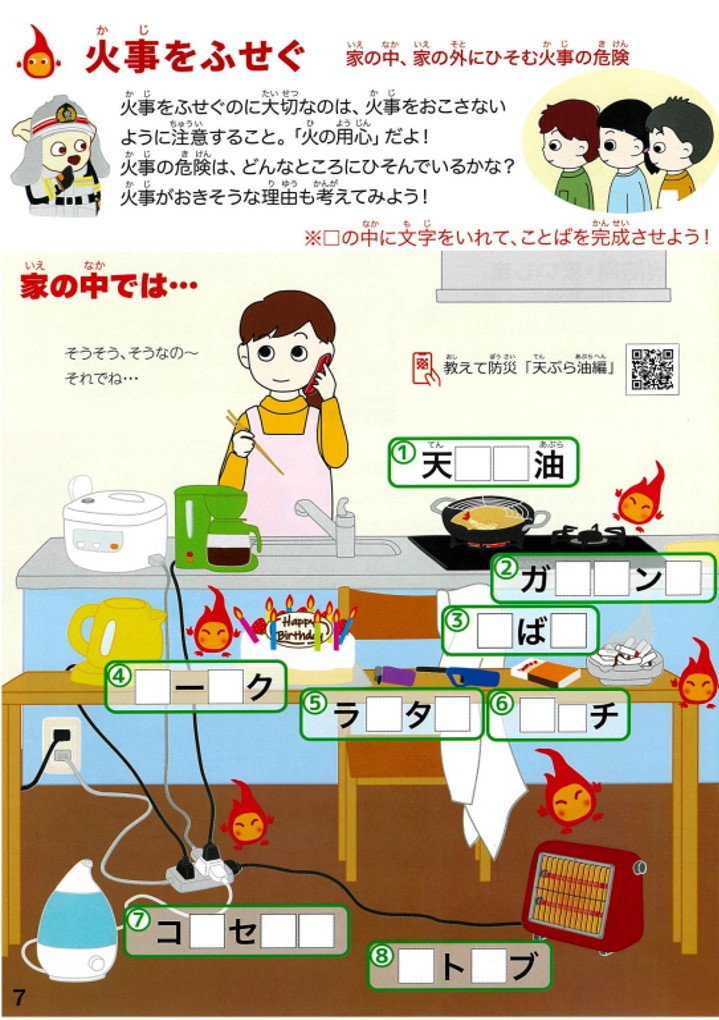 火事をふせぐ
家の中、家の外にひそむ火事の危険
火事をふせぐのに大切なのは、火事をおこさない
ように注意すること。「火の用心」だよ！
火事の危険は、どんなところにひそんでいるかな？
火事がおきそうな理由も考えてみよう！
※□の中に文字をいれて、ことばを完成させよう！
家の中では…
そうそう、そうなの〜
それでね…
教えて防災「天ぷら油編」
①天□□油
②ガ□□ン□
③□ば□
Happy
Birthday
④□ー□ク
⑤ラ□タ□
⑥□□チ
⑦コ□セ□□
⑧□ト□ブ
7